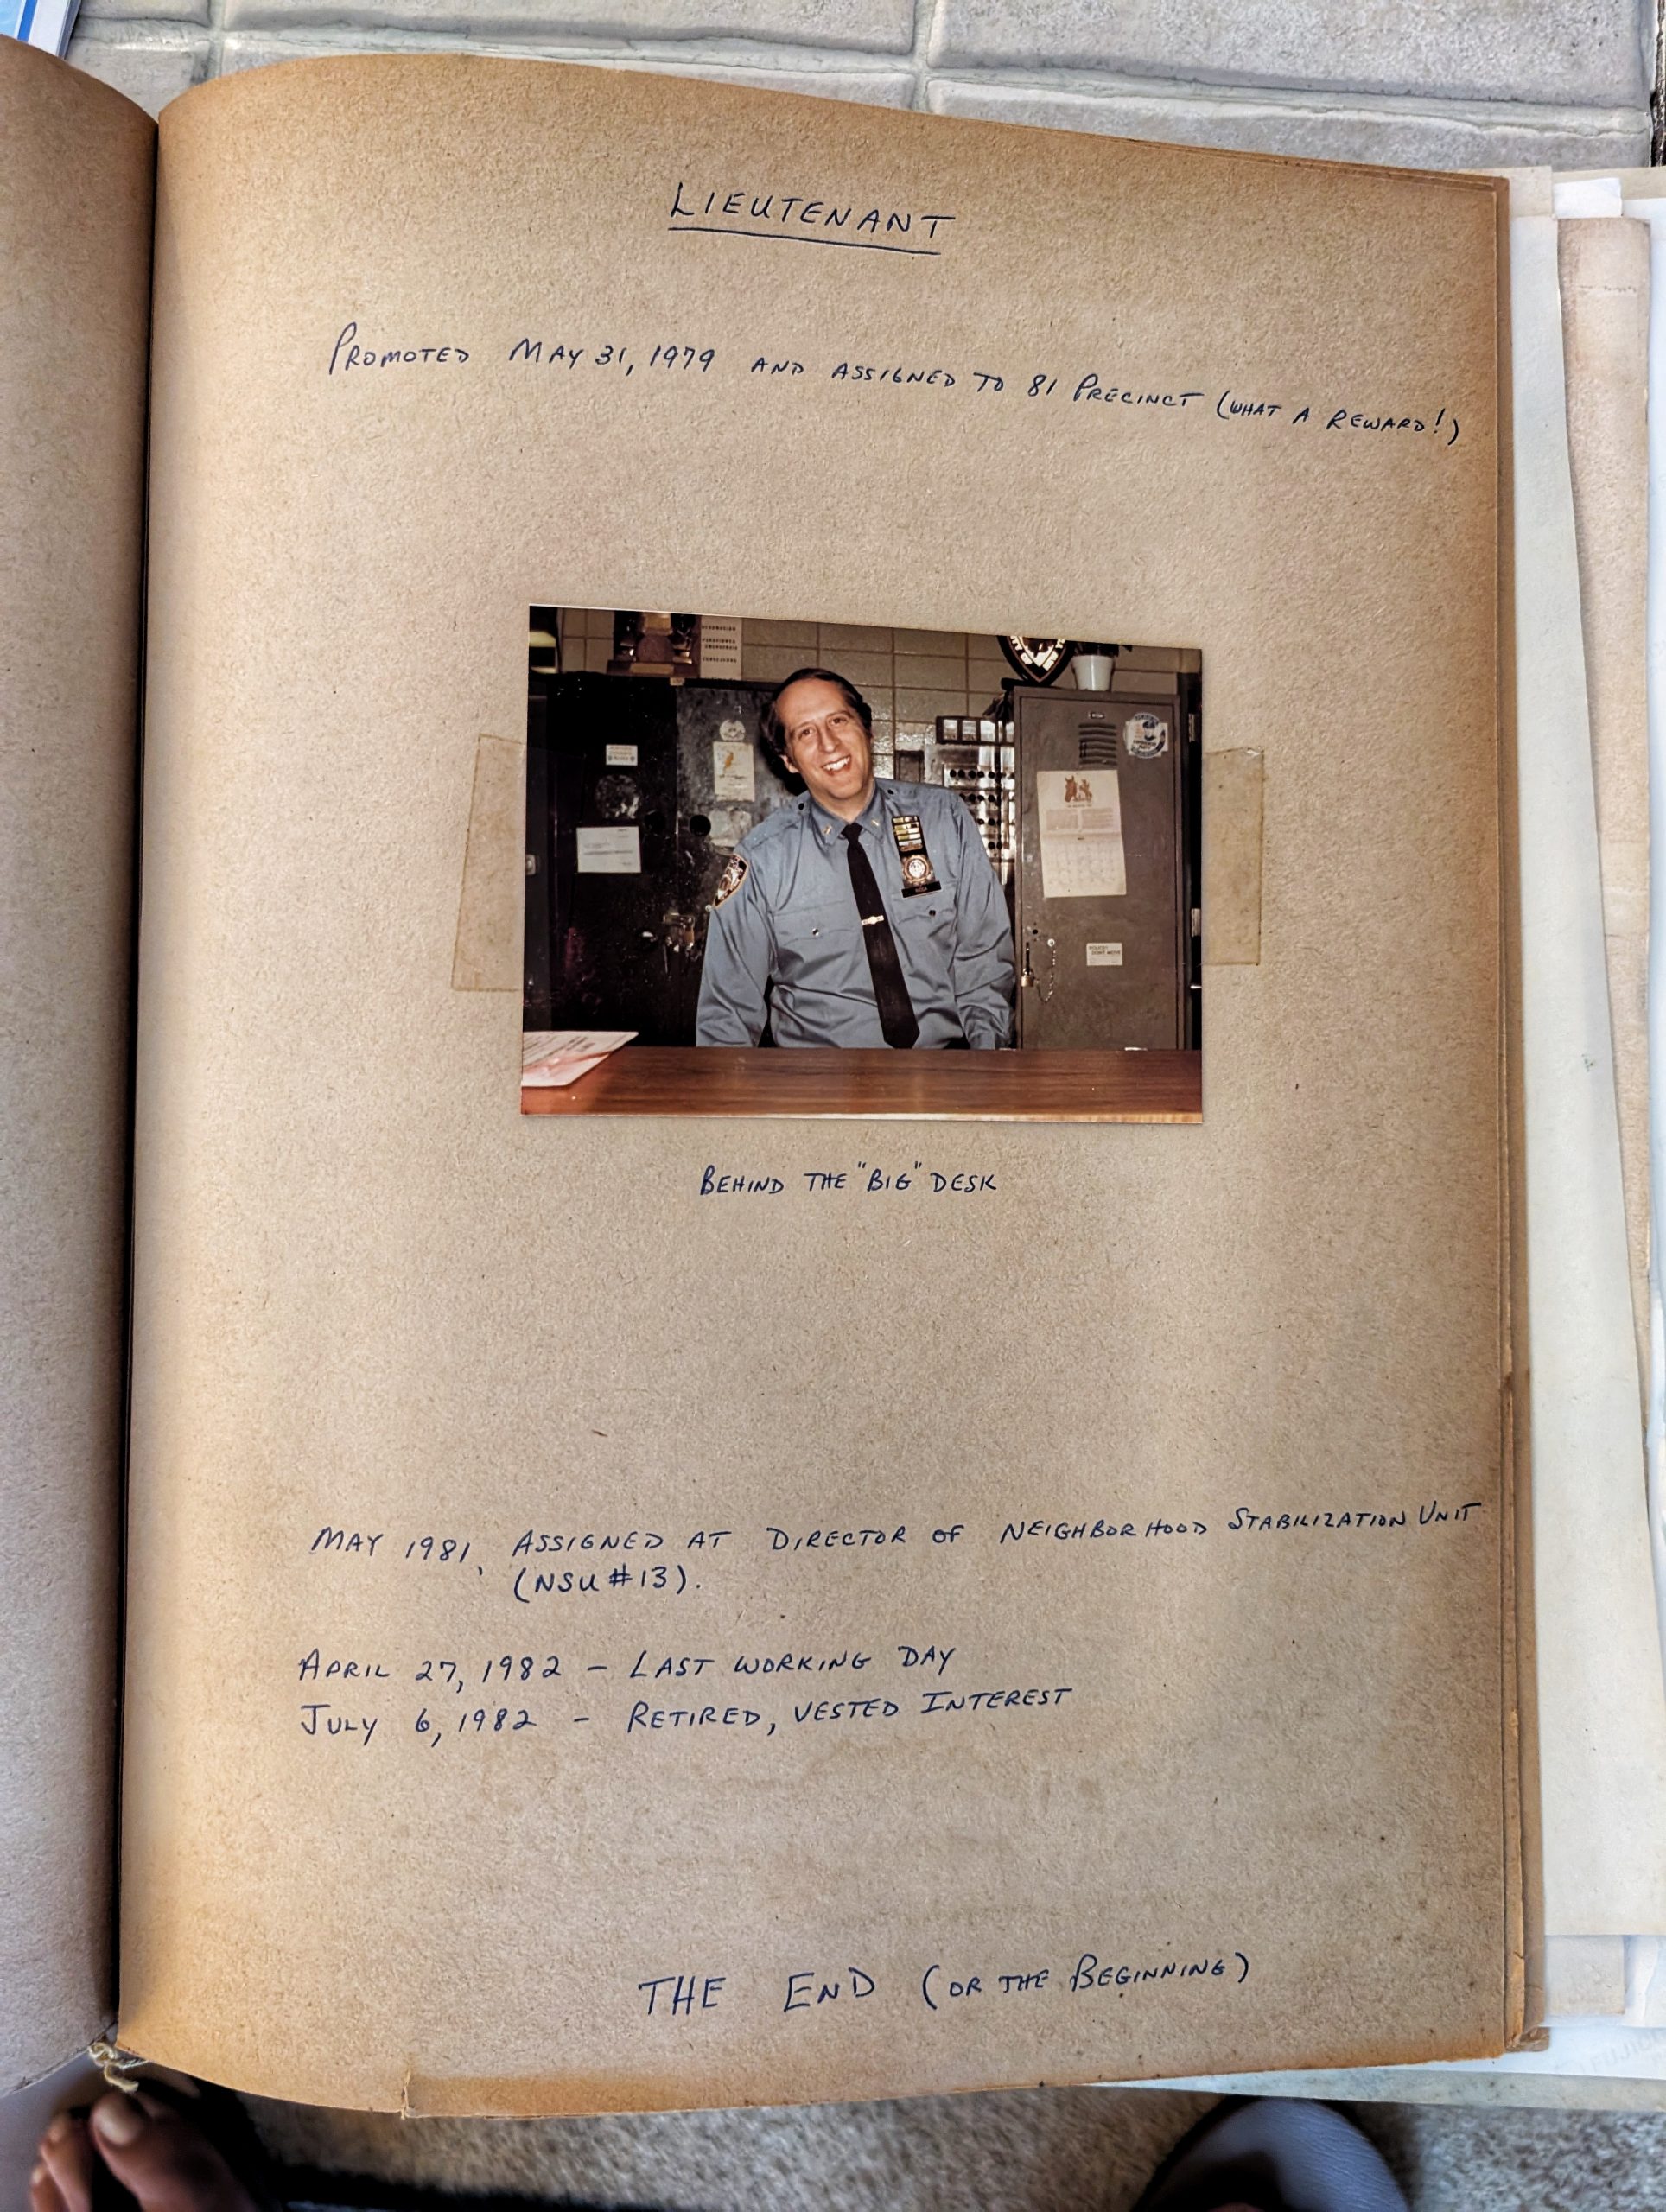 LIEUTENANT
PROMOTED MAY 31, 1979 AND ASSIGNED TO 81 PRECINCT (WHAT A REWARD!)
BEHIND THE "BIG" DESK
MAY 1981, ASSIGNED AT DIRECTOR OF NEIGHBORHOOD STABILIZATION UNIT
(NSU #13).
APRIL 27, 1982 – LAST WORKING DAY
JULY 6, 1982 – RETIRED, VESTED INTEREST
THE END (OR THE BEGINNING)